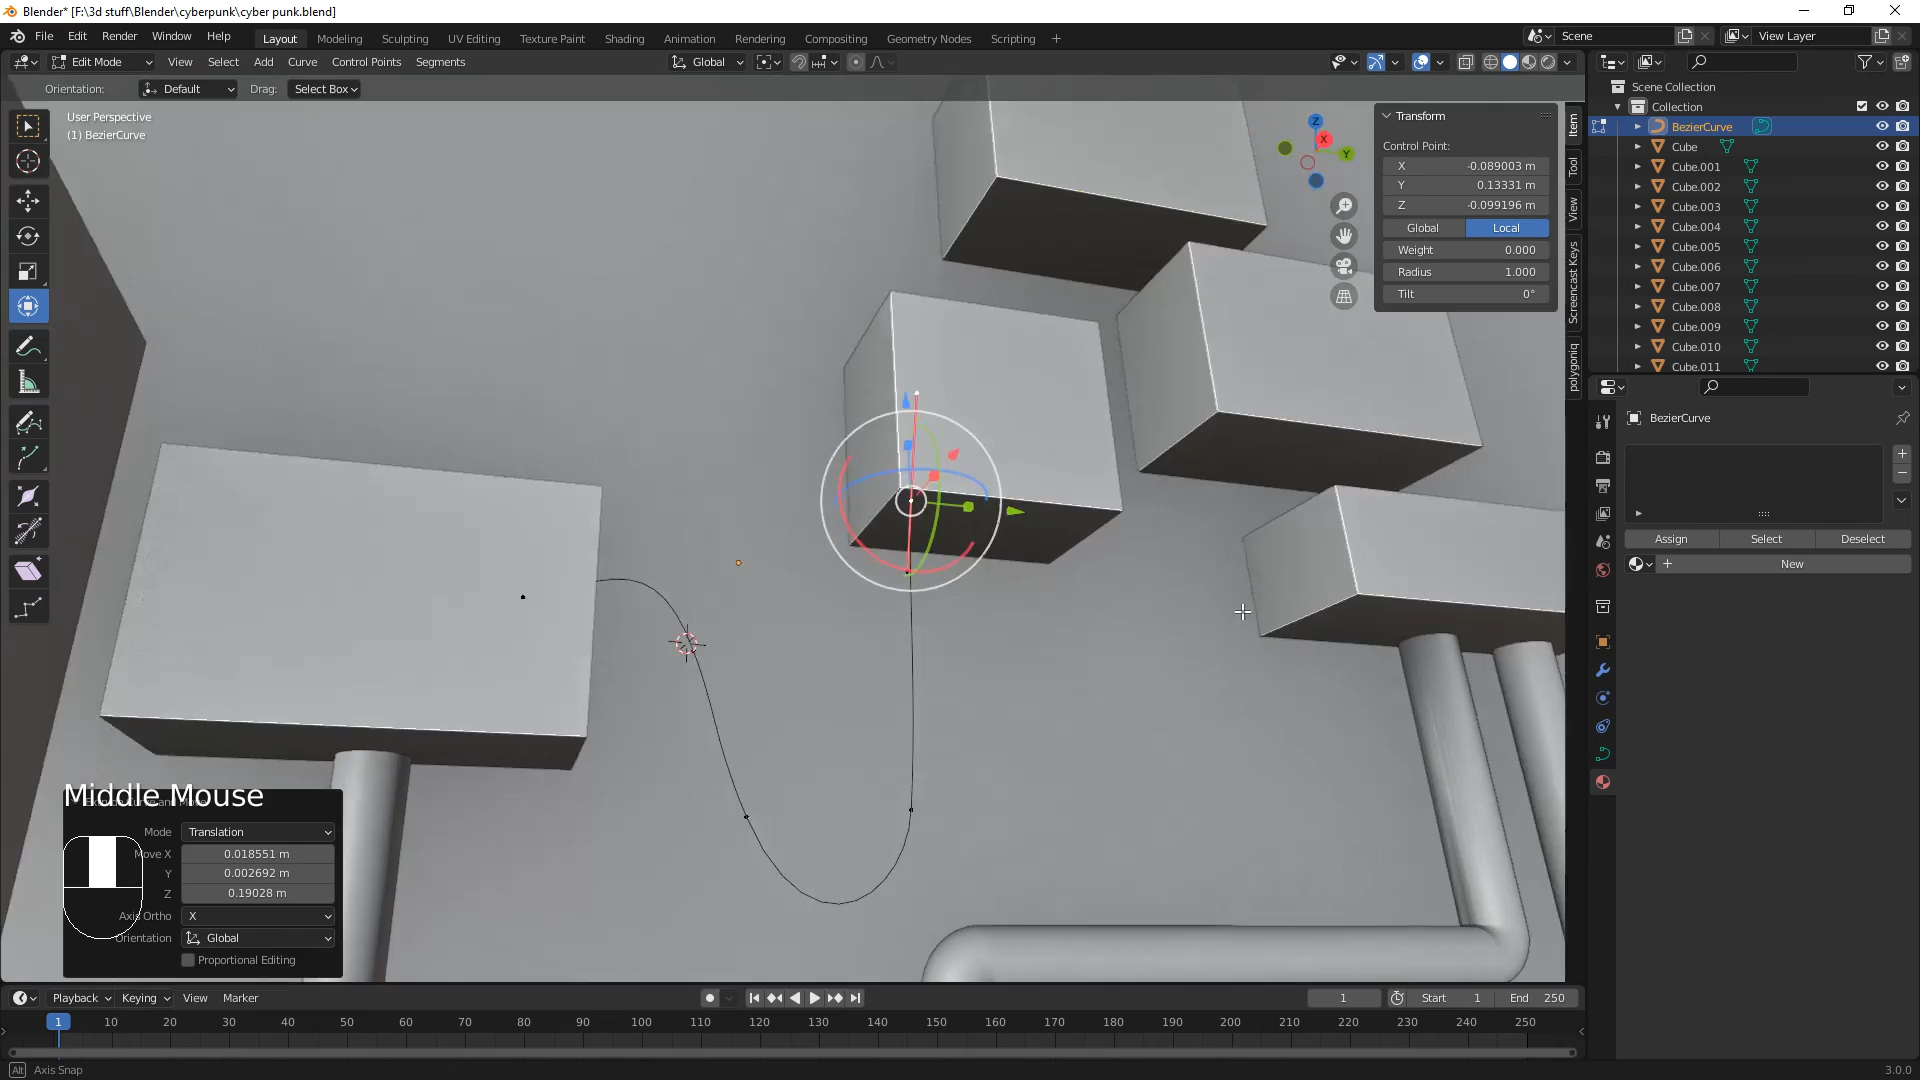 Blender* [F:\3d stuff\Blender\cyberpunk\cyber punk.blend]
File Edit Render Window Help
Layout Modeling Sculpting UV Editing Texture Paint Shading Animation Rendering Compositing Geometry Nodes Scripting +
Scene
View Layer
Edit Mode View Select Add Curve Control Points Segments
Global
Orientation: Default Drag: Select Box
User Perspective
(1) BezierCurve
Z
X
Y
Transform
Control Point:
X -0.089003 m
Y 0.13331 m
Z -0.099196 m
Global Local
Weight 0.000
Radius 1.000
Tilt 0°
Item
Tool
View
Screencast Keys
polygoniq
Scene Collection
Collection
BezierCurve
Cube
Cube.001
Cube.002
Cube.003
Cube.004
Cube.005
Cube.006
Cube.007
Cube.008
Cube.009
Cube.010
Cube.011
BezierCurve
Assign Select Deselect
New
Middle Mouse
Mode Translation
Move X 0.018551 m
Y 0.002692 m
Z 0.19028 m
Axis Ortho X
Orientation Global
Proportional Editing
Playback Keying View Marker
1
Start 1
End 250
1 10 20 30 40 50 60 70 80 90 100 110 120 130 140 150 160 170 180 190 200 210 220 230 240 250
Alt Axis Snap
3.0.0